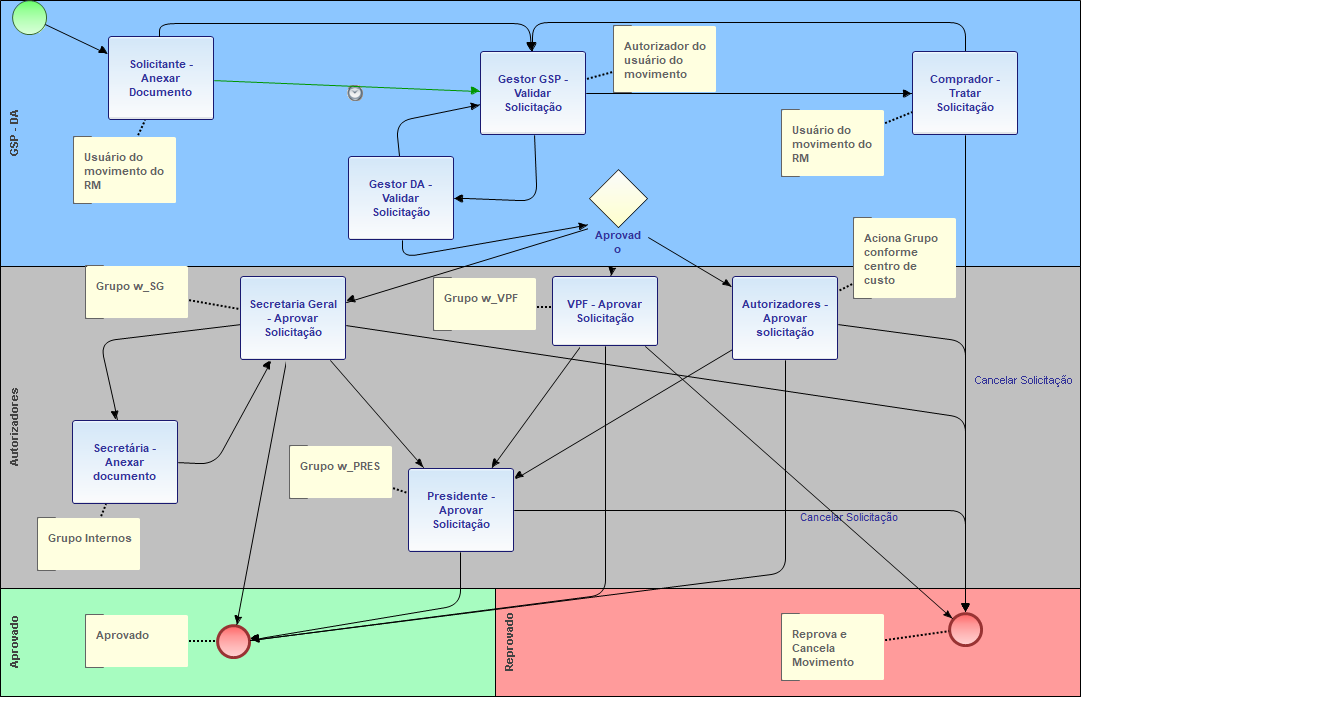 GSP - DA
Solicitante -
Anexar
Documento
Usuário do
movimento do
RM
Gestor GSP -
Validar
Solicitação
Autorizador do
usuário do
movimento
Comprador -
Tratar
Solicitação
Usuário do
movimento do
RM
Gestor DA -
Validar
Solicitação
Aprovad
o
Aciona Grupo
conforme
centro de
custo
Autorizadores
Grupo w_SG
Secretaria Geral
- Aprovar
Solicitação
Grupo w_VPF
VPF - Aprovar
Solicitação
Autorizadores -
Aprovar
solicitação
Cancelar Solicitação
Secretária -
Anexar
documento
Grupo Internos
Grupo w_PRES
Presidente -
Aprovar
Solicitação
Cancelar Solicitação
Aprovado
Aprovado
Reprovado
Reprova e
Cancela
Movimento